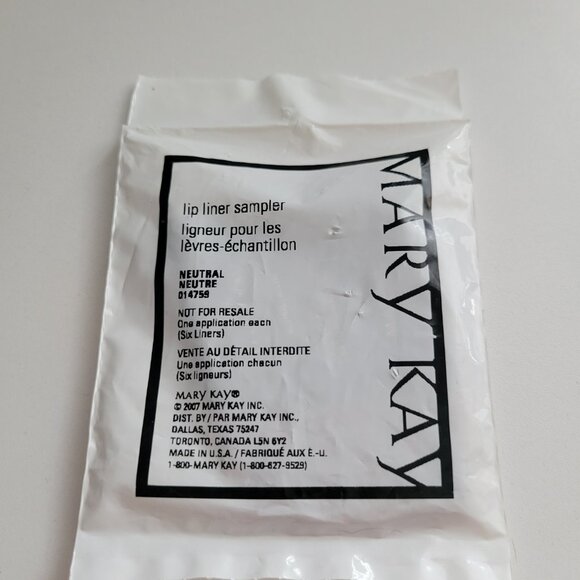 lip liner sampler
ligneur pour les
lèvres-échantillon
NEUTRAL
NEUTRE
014759
NOT FOR RESALE
One application each
(Six Liners)
VENTE AU DÉTAIL INTERDITE
Une application chacun
(Six ligneurs)
MARY KAY®
© 2007 MARY KAY INC.
DIST. BY / PAR MARY KAY INC.,
DALLAS, TEXAS 75247
TORONTO, CANADA L5N 6Y2
MADE IN U.S.A. / FABRIQUÉ AUX É.-U.
1-800-MARY KAY (1-800-627-9529)
MARY KAY